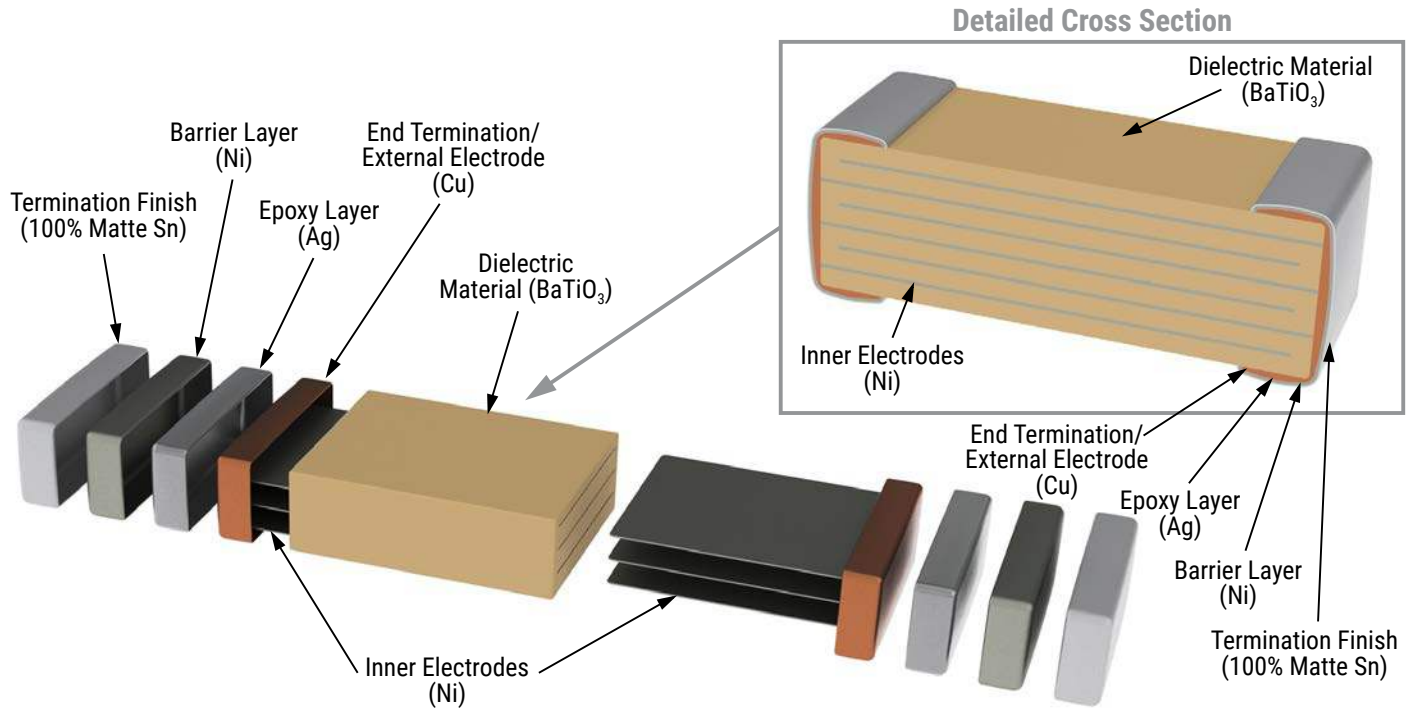 Detailed Cross Section
Dielectric Material
(BaTiO₃)
Inner Electrodes
(Ni)
End Termination/
External Electrode
(Cu)
Epoxy Layer
(Ag)
Barrier Layer
(Ni)
Termination Finish
(100% Matte Sn)
Termination Finish
(100% Matte Sn)
Barrier Layer
(Ni)
Epoxy Layer
(Ag)
End Termination/
External Electrode
(Cu)
Dielectric
Material (BaTiO₃)
Inner Electrodes
(Ni)